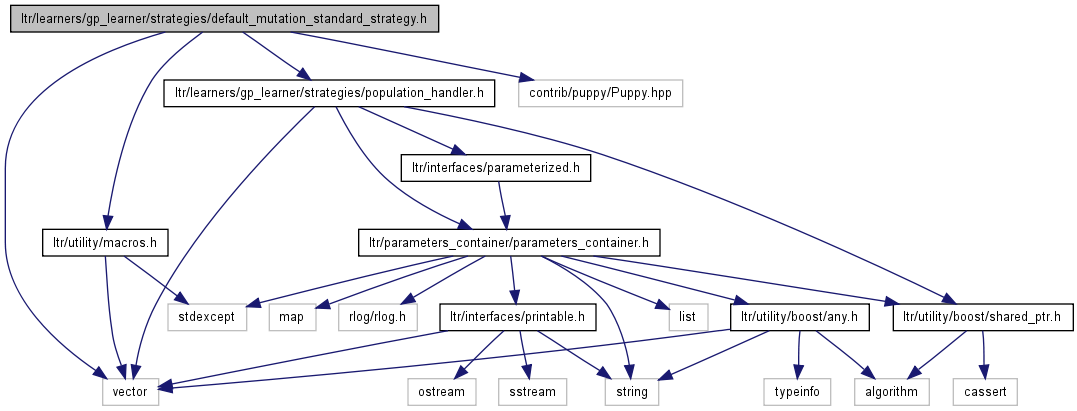 ltr/learners/gp_learner/strategies/default_mutation_standard_strategy.h
ltr/learners/gp_learner/strategies/population_handler.h
contrib/puppy/Puppy.hpp
ltr/interfaces/parameterized.h
ltr/utility/macros.h
ltr/parameters_container/parameters_container.h
stdexcept
map
rlog/rlog.h
ltr/interfaces/printable.h
list
ltr/utility/boost/any.h
ltr/utility/boost/shared_ptr.h
vector
ostream
sstream
string
typeinfo
algorithm
cassert